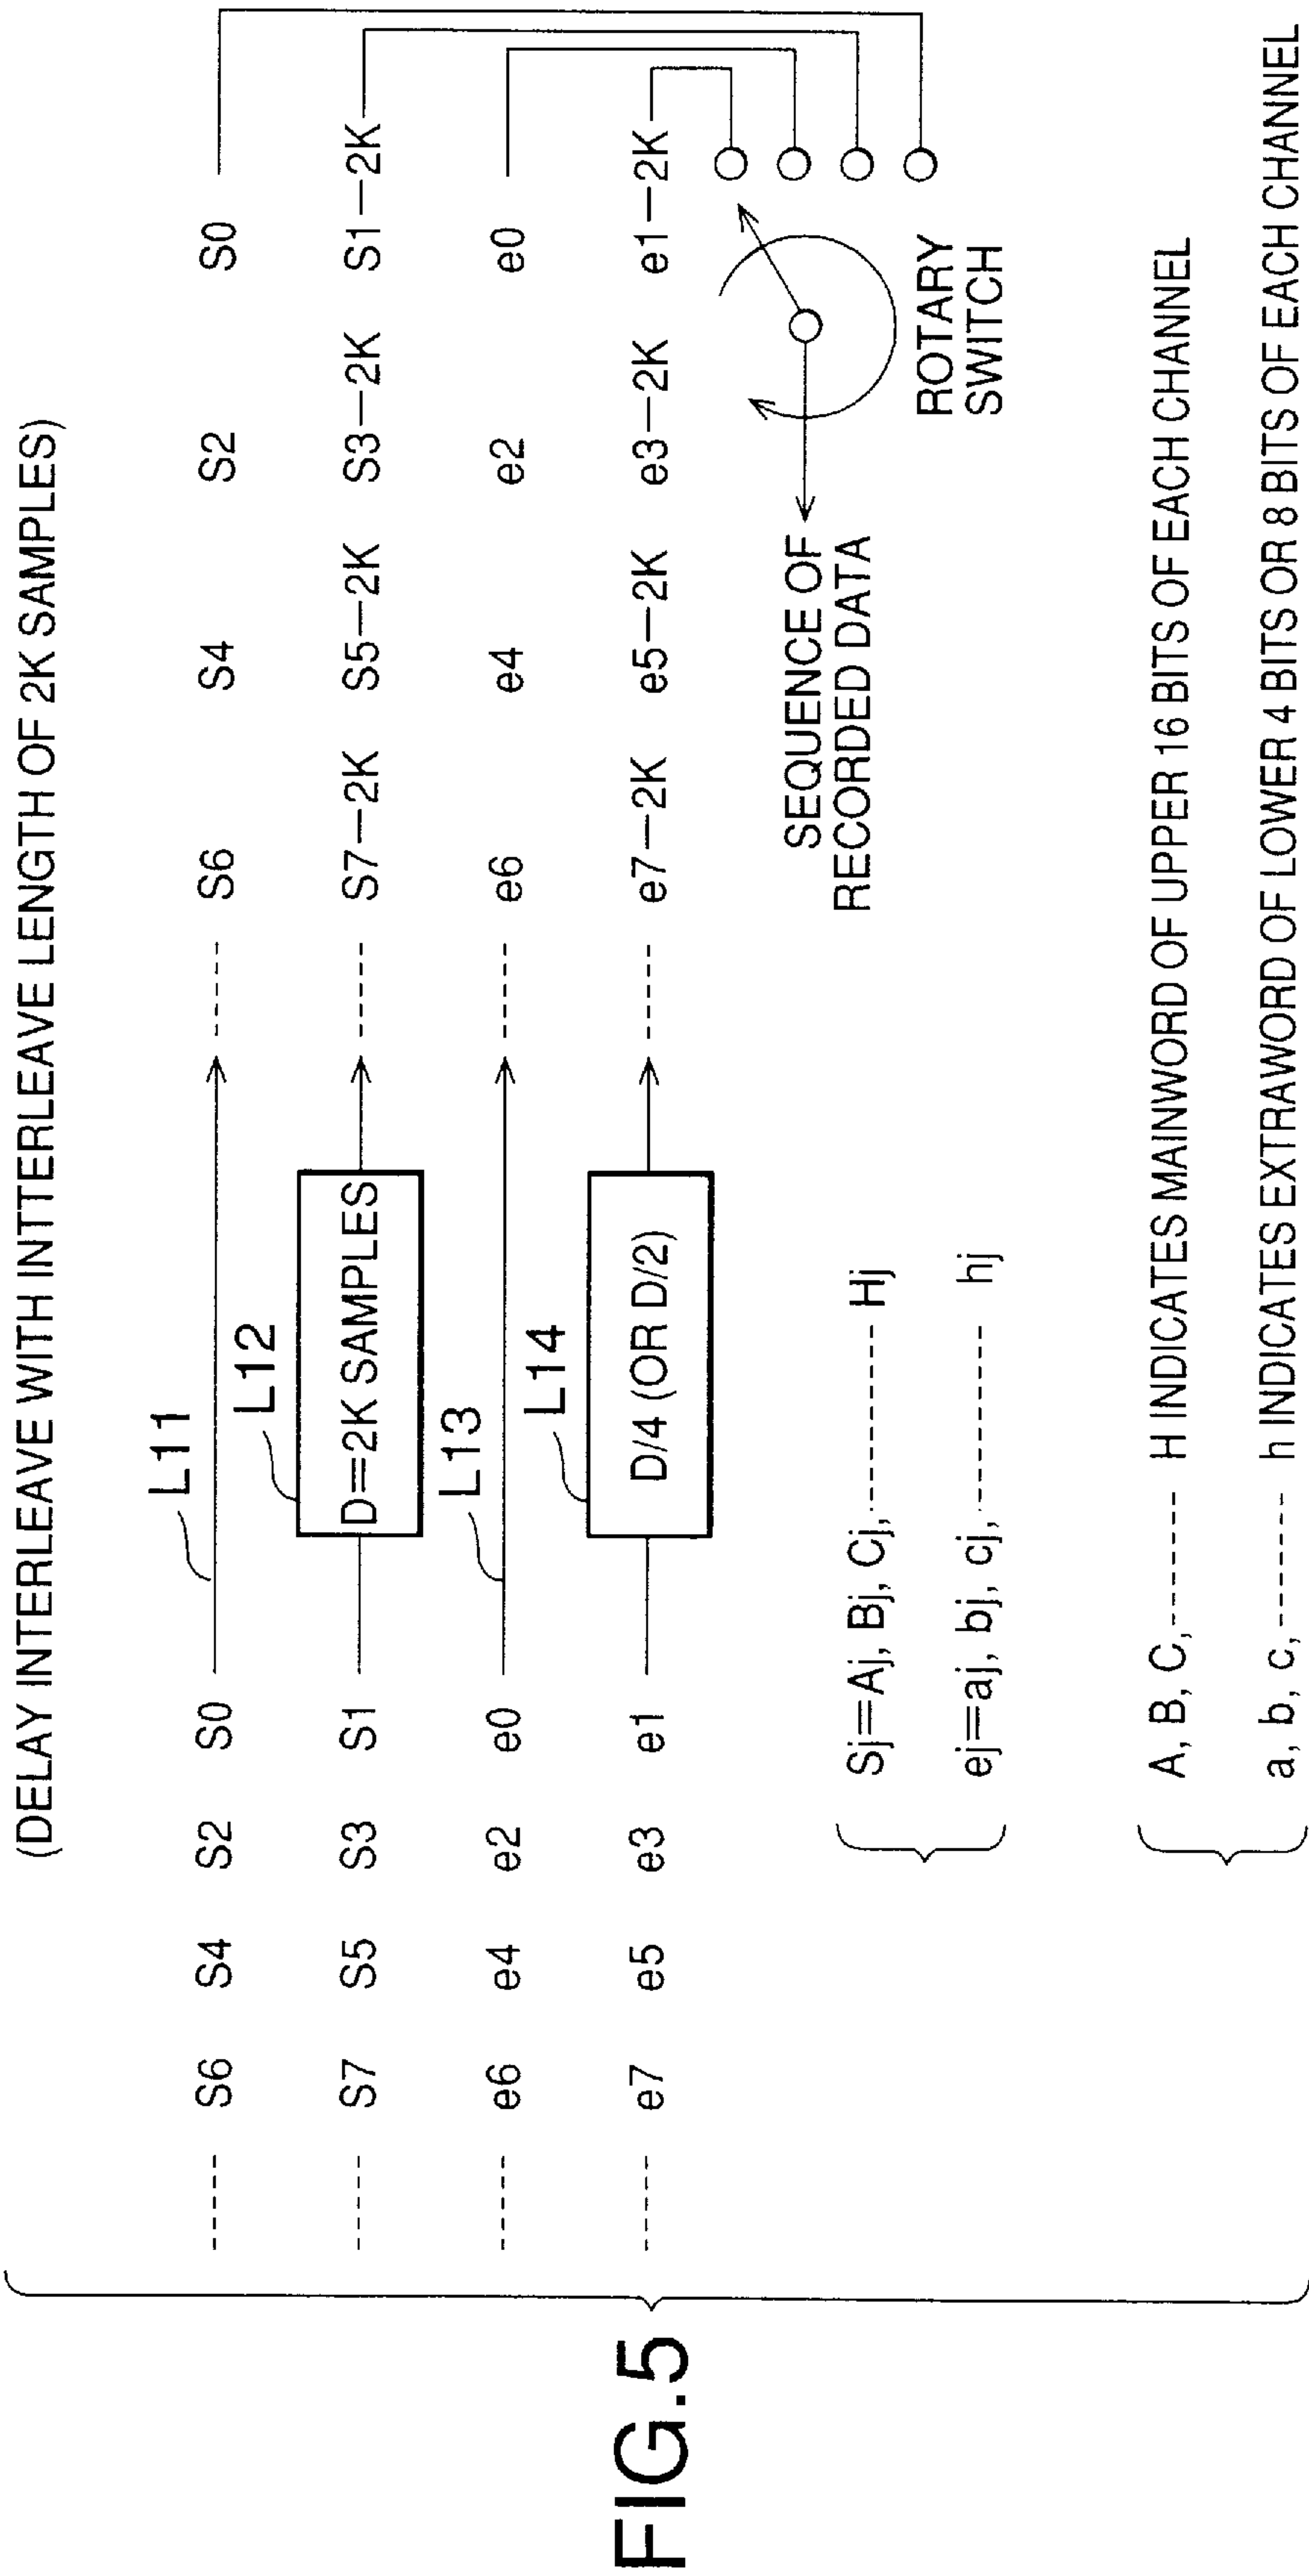 FIG.5
(DELAY INTERLEAVE WITH INTTERLEAVE LENGTH OF 2K SAMPLES)
------ S6 S4 S2 S0 L11 ------ S6 S4 S2 S0
------ S7 S5 S3 S1 L12 D=2K SAMPLES ------ S7-2K S5-2K S3-2K S1-2K
------ e6 e4 e2 e0 L13 ------ e6 e4 e2 e0
------ e7 e5 e3 e1 L14 D/4 (OR D/2) ------ e7-2K e5-2K e3-2K e1-2K
SEQUENCE OF
RECORDED DATA
ROTARY
SWITCH
Sj=Aj, Bj, Cj, ------------ Hj
ej=aj, bj, cj, ------------ hj
A, B, C, -------- H INDICATES MAINWORD OF UPPER 16 BITS OF EACH CHANNEL
a, b, c, -------- h INDICATES EXTRAWORD OF LOWER 4 BITS OR 8 BITS OF EACH CHANNEL